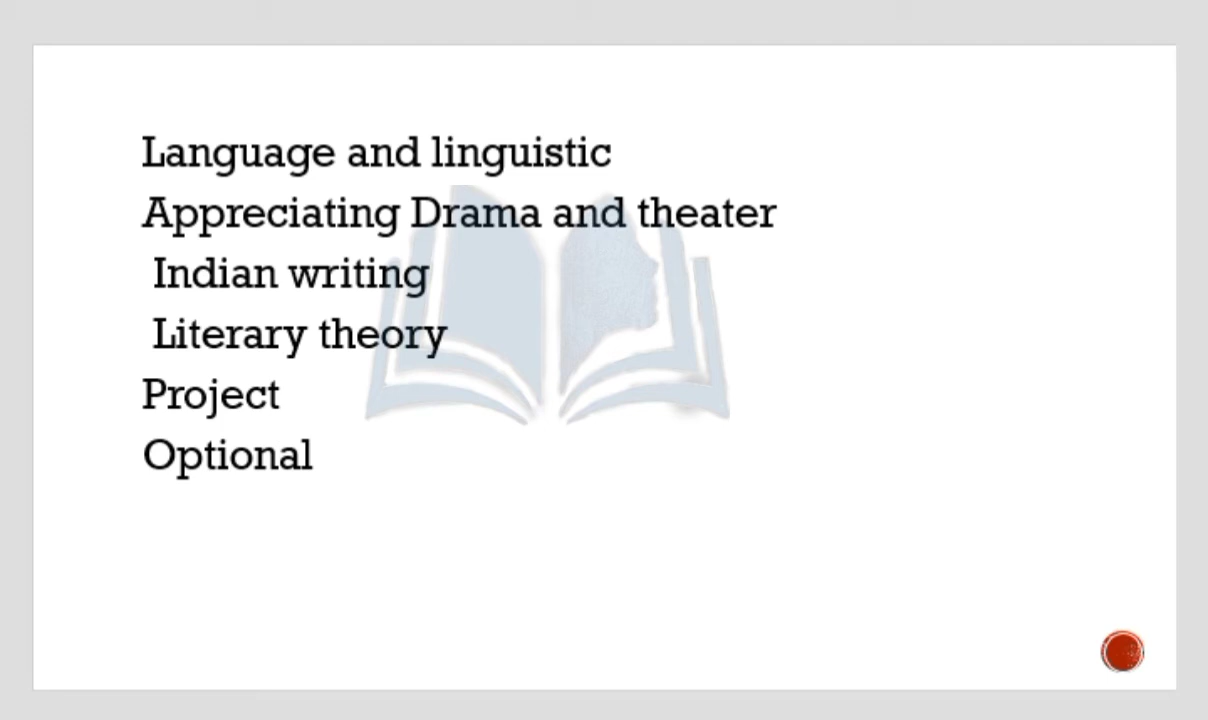 Language and linguistic
Appreciating Drama and theater
Indian writing
Literary theory
Project
Optional